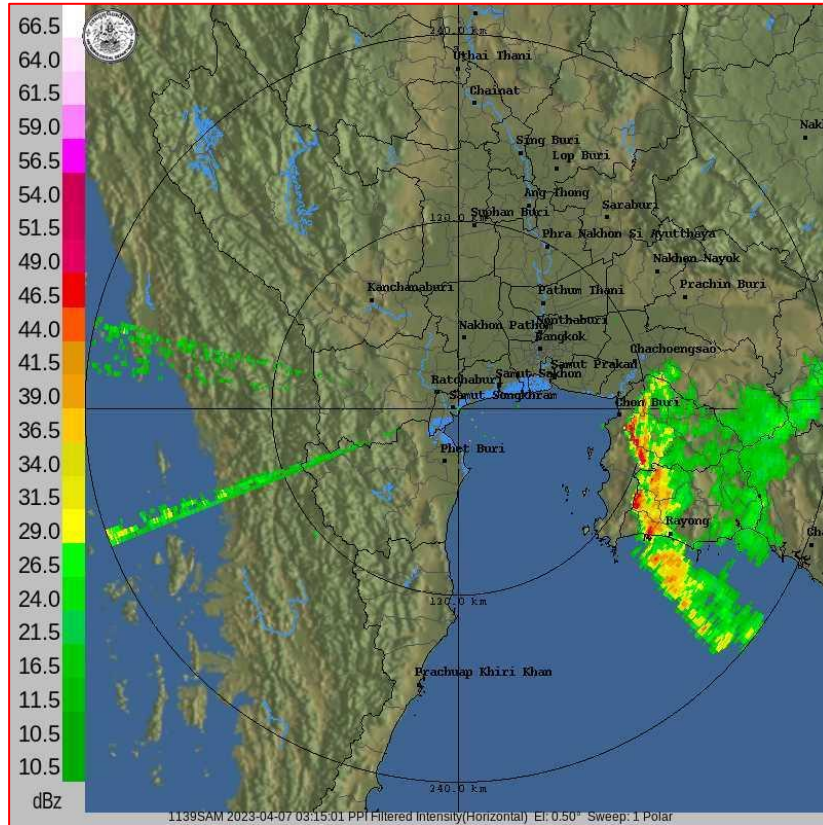 66.5
64.0
61.5
59.0
56.5
54.0
51.5
49.0
46.5
44.0
41.5
39.0
36.5
34.0
31.5
29.0
26.5
24.0
21.5
16.5
11.5
10.5
dBz
240.0 km
Uthai Thani
Chainat
Sing Buri
Lop Buri
Ang Thong
Saraburi
Suphan Buri
120.0 km
Phra Nakhon Si Ayutthaya
Nakhon Nayok
Prachin Buri
Kanchanaburi
Pathum Thani
Nonthaburi
Nakhon Pathom
Bangkok
Chachoengsao
Samut Prakan
Samut Sakhon
Ratchaburi
Samut Songkhram
Chon Buri
Phet Buri
Rayong
120.0 km
Prachuap Khiri Khan
240.0 km
1139SAM 2023-04-07 03:15:01 PPI Filtered Intensity(Horizontal) El: 0.50° Sweep: 1 Polar